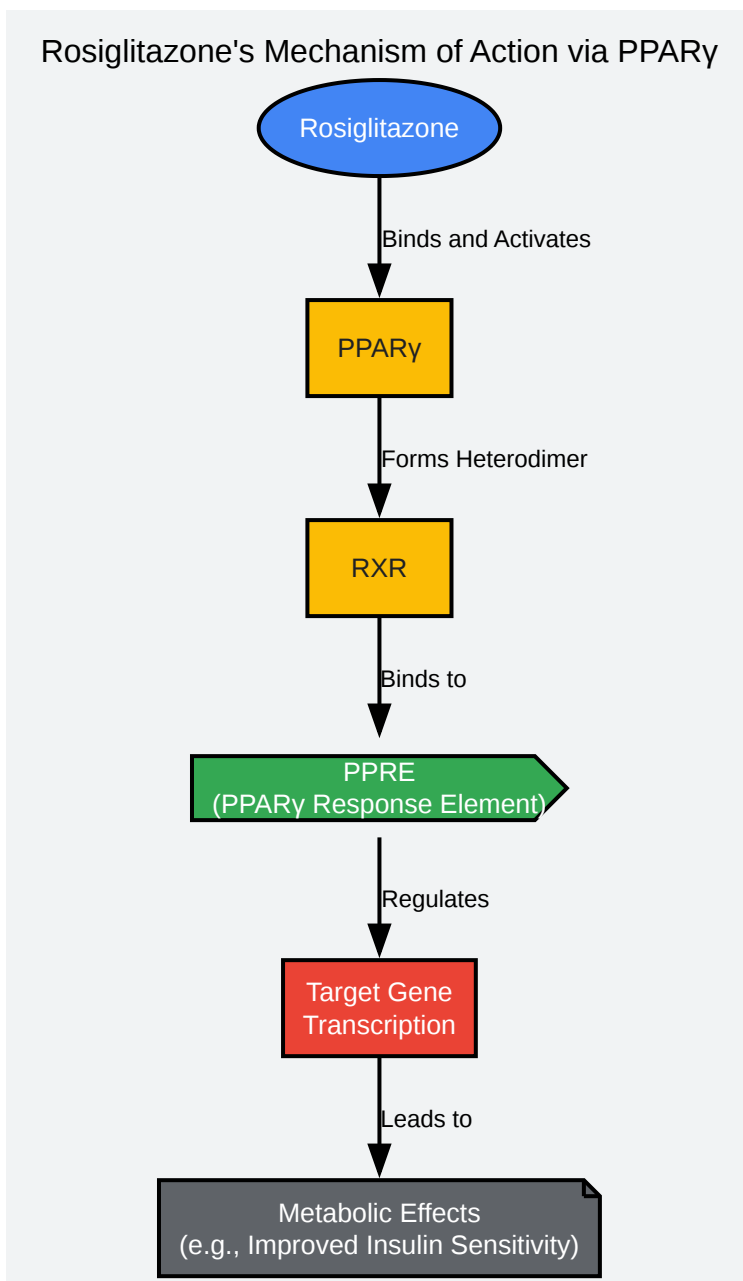 Rosiglitazone's Mechanism of Action via PPARγ
Rosiglitazone
Binds and Activates
PPARγ
Forms Heterodimer
RXR
Binds to
PPRE
(PPARγ Response Element)
Regulates
Target Gene
Transcription
Leads to
Metabolic Effects
(e.g., Improved Insulin Sensitivity)